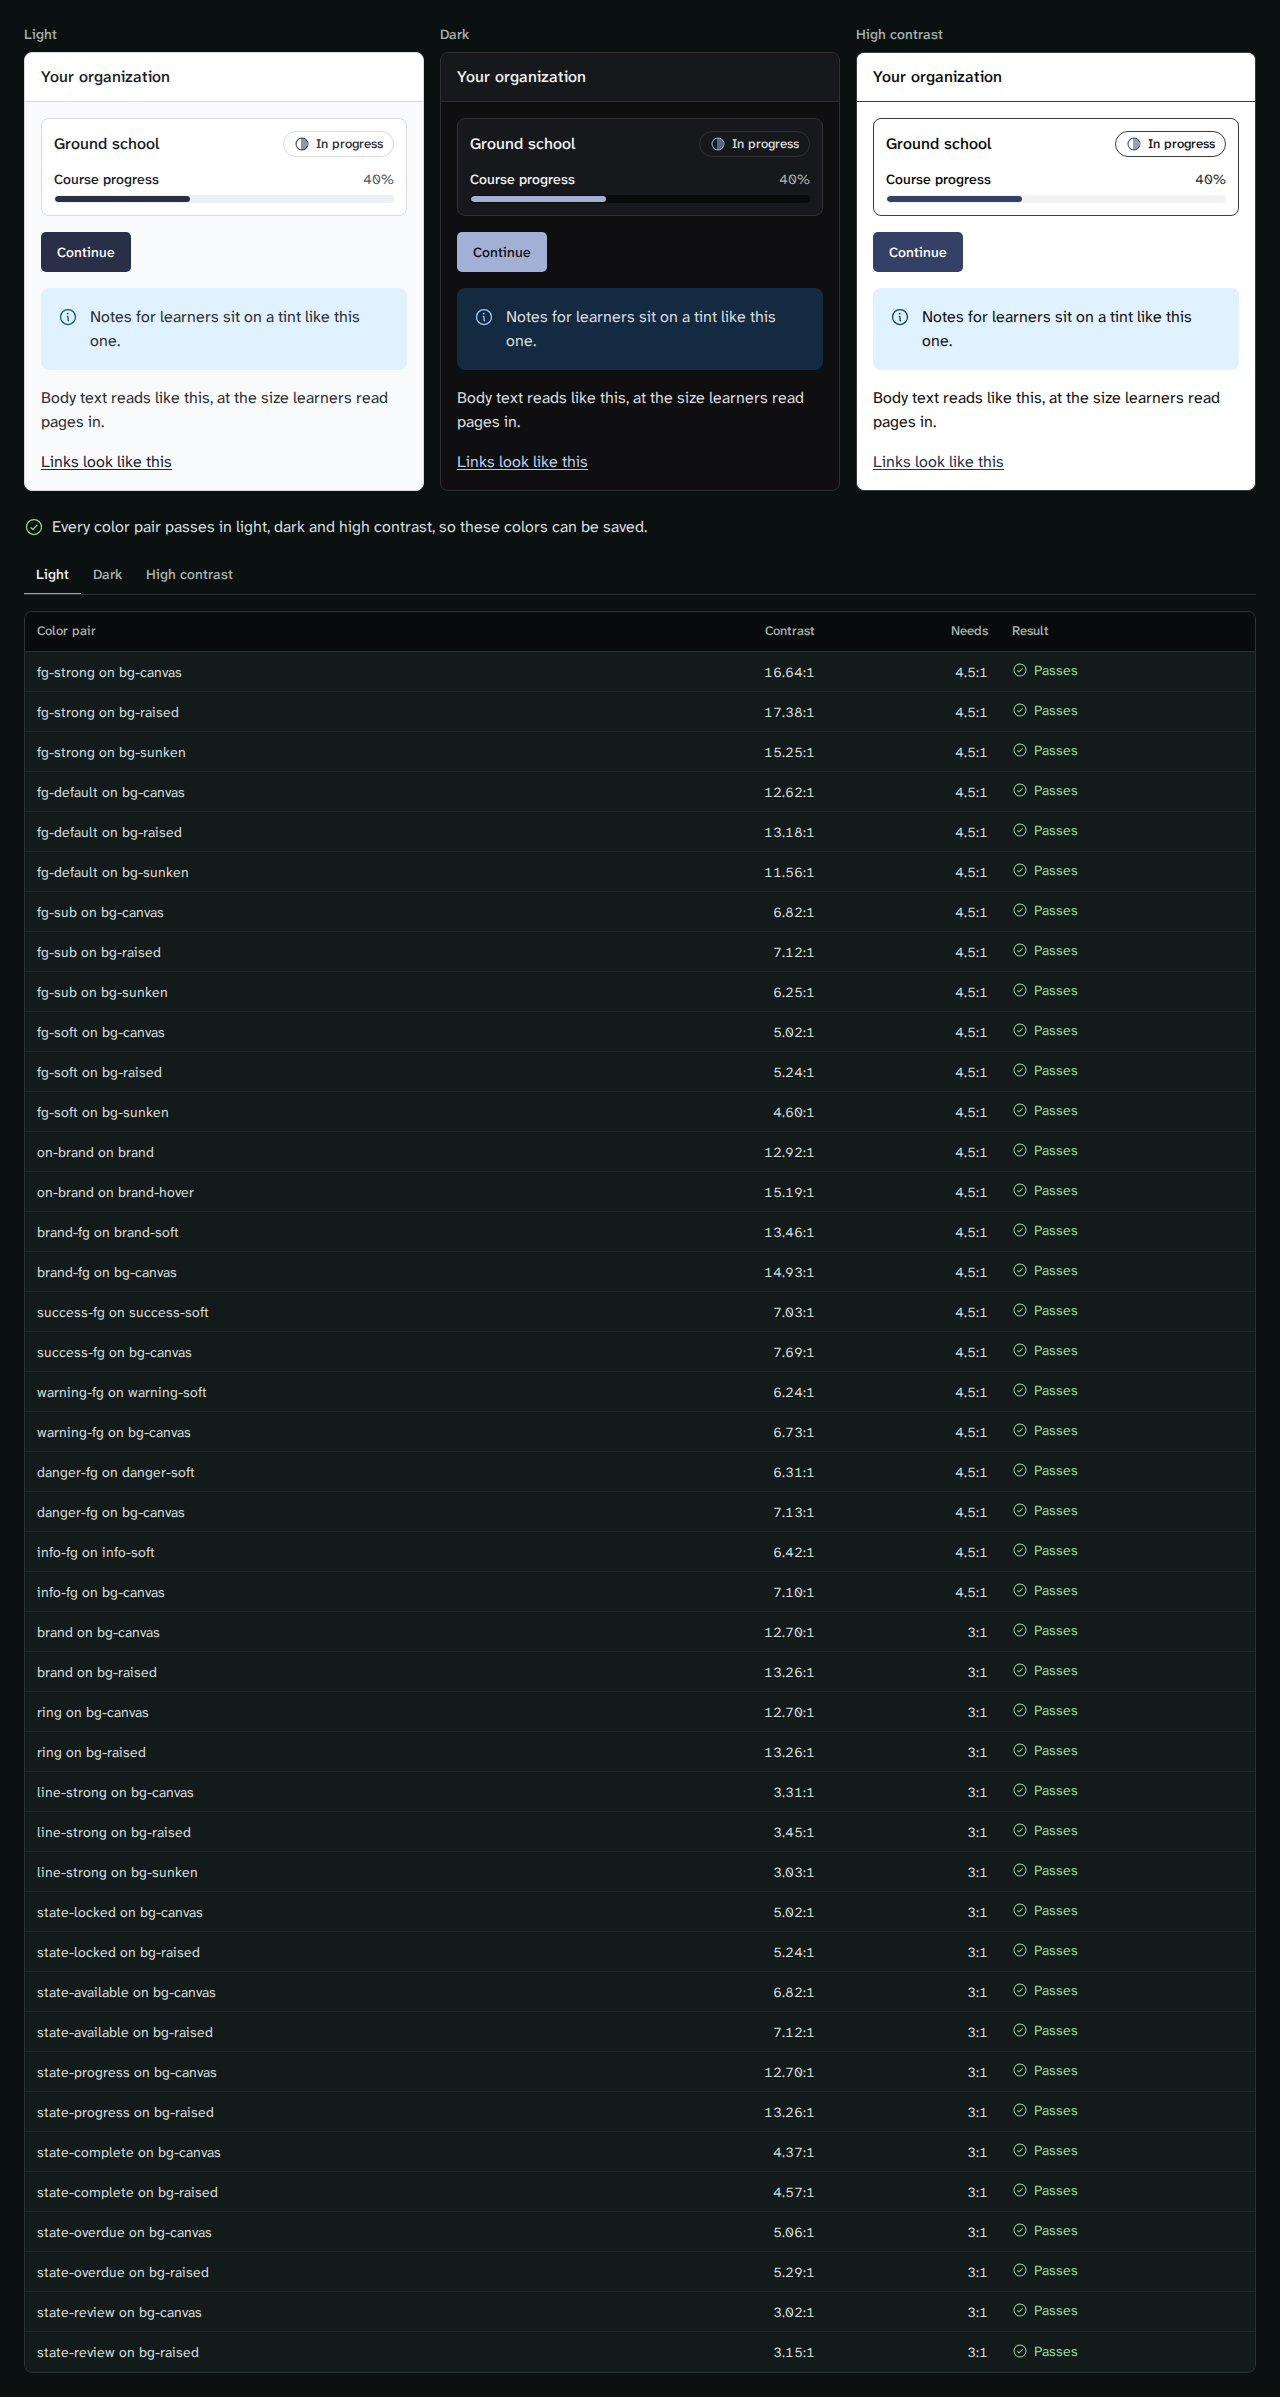 Light
Dark
High contrast
Your organization
Ground school
In progress
Course progress
40%
Continue
Notes for learners sit on a tint like this
one.
Body text reads like this, at the size learners read
pages in.
Links look like this
Your organization
Ground school
In progress
Course progress
40%
Continue
Notes for learners sit on a tint like this
one.
Body text reads like this, at the size learners read
pages in.
Links look like this
Your organization
Ground school
In progress
Course progress
40%
Continue
Notes for learners sit on a tint like this
one.
Body text reads like this, at the size learners read
pages in.
Links look like this
Every color pair passes in light, dark and high contrast, so these colors can be saved.
Light Dark High contrast
Color pair Contrast Needs Result
fg-strong on bg-canvas 16.64:1 4.5:1 Passes
fg-strong on bg-raised 17.38:1 4.5:1 Passes
fg-strong on bg-sunken 15.25:1 4.5:1 Passes
fg-default on bg-canvas 12.62:1 4.5:1 Passes
fg-default on bg-raised 13.18:1 4.5:1 Passes
fg-default on bg-sunken 11.56:1 4.5:1 Passes
fg-sub on bg-canvas 6.82:1 4.5:1 Passes
fg-sub on bg-raised 7.12:1 4.5:1 Passes
fg-sub on bg-sunken 6.25:1 4.5:1 Passes
fg-soft on bg-canvas 5.02:1 4.5:1 Passes
fg-soft on bg-raised 5.24:1 4.5:1 Passes
fg-soft on bg-sunken 4.60:1 4.5:1 Passes
on-brand on brand 12.92:1 4.5:1 Passes
on-brand on brand-hover 15.19:1 4.5:1 Passes
brand-fg on brand-soft 13.46:1 4.5:1 Passes
brand-fg on bg-canvas 14.93:1 4.5:1 Passes
success-fg on success-soft 7.03:1 4.5:1 Passes
success-fg on bg-canvas 7.69:1 4.5:1 Passes
warning-fg on warning-soft 6.24:1 4.5:1 Passes
warning-fg on bg-canvas 6.73:1 4.5:1 Passes
danger-fg on danger-soft 6.31:1 4.5:1 Passes
danger-fg on bg-canvas 7.13:1 4.5:1 Passes
info-fg on info-soft 6.42:1 4.5:1 Passes
info-fg on bg-canvas 7.10:1 4.5:1 Passes
brand on bg-canvas 12.70:1 3:1 Passes
brand on bg-raised 13.26:1 3:1 Passes
ring on bg-canvas 12.70:1 3:1 Passes
ring on bg-raised 13.26:1 3:1 Passes
line-strong on bg-canvas 3.31:1 3:1 Passes
line-strong on bg-raised 3.45:1 3:1 Passes
line-strong on bg-sunken 3.03:1 3:1 Passes
state-locked on bg-canvas 5.02:1 3:1 Passes
state-locked on bg-raised 5.24:1 3:1 Passes
state-available on bg-canvas 6.82:1 3:1 Passes
state-available on bg-raised 7.12:1 3:1 Passes
state-progress on bg-canvas 12.70:1 3:1 Passes
state-progress on bg-raised 13.26:1 3:1 Passes
state-complete on bg-canvas 4.37:1 3:1 Passes
state-complete on bg-raised 4.57:1 3:1 Passes
state-overdue on bg-canvas 5.06:1 3:1 Passes
state-overdue on bg-raised 5.29:1 3:1 Passes
state-review on bg-canvas 3.02:1 3:1 Passes
state-review on bg-raised 3.15:1 3:1 Passes